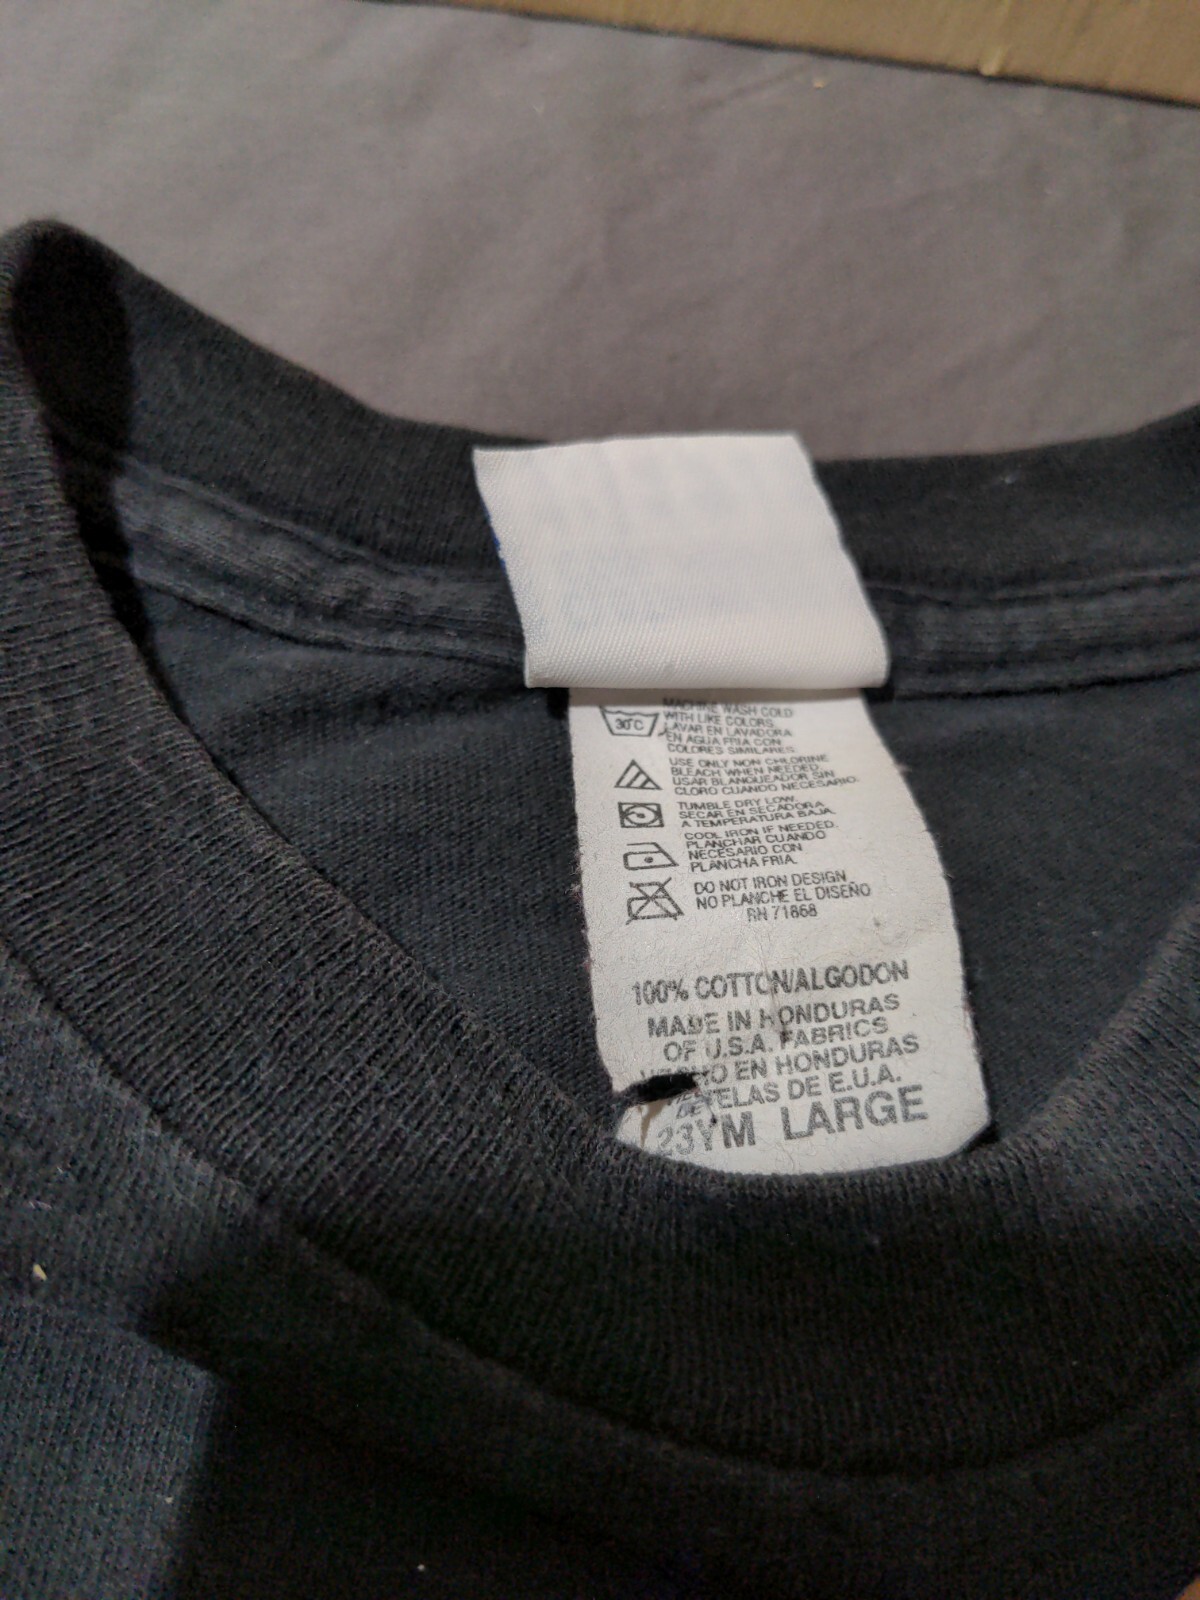 30°C
MACHINE WASH COLD
WITH LIKE COLORS.
LAVAR EN LAVADORA
EN AGUA FRIA CON
COLORES SIMILARES.
USE ONLY NON CHLORINE
BLEACH WHEN NEEDED.
USAR BLANQUEADOR SIN
CLORO CUANDO NECESARIO.
TUMBLE DRY LOW.
SECAR EN SECADORA
A TEMPERATURA BAJA.
COOL IRON IF NEEDED.
PLANCHAR CUANDO
NECESARIO CON
PLANCHA FRIA.
DO NOT IRON DESIGN
NO PLANCHE EL DISEÑO
RN 71868
100% COTTON/ALGODON
MADE IN HONDURAS
OF U.S.A. FABRICS
HECHO EN HONDURAS
DE TELAS DE E.U.A.
23YM LARGE